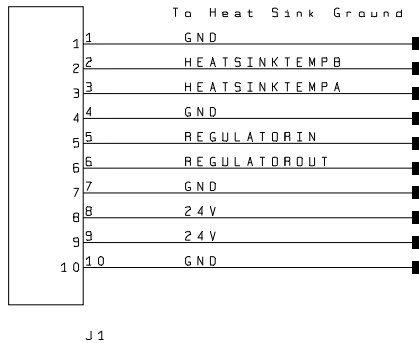 To Heat Sink Ground
1 1 GND
2 2 HEATSINKTEMPB
3 3 HEATSINKTEMPA
4 4 GND
5 5 REGULATORIN
6 6 REGULATOROUT
7 7 GND
8 8 24V
9 9 24V
10 10 GND
J1